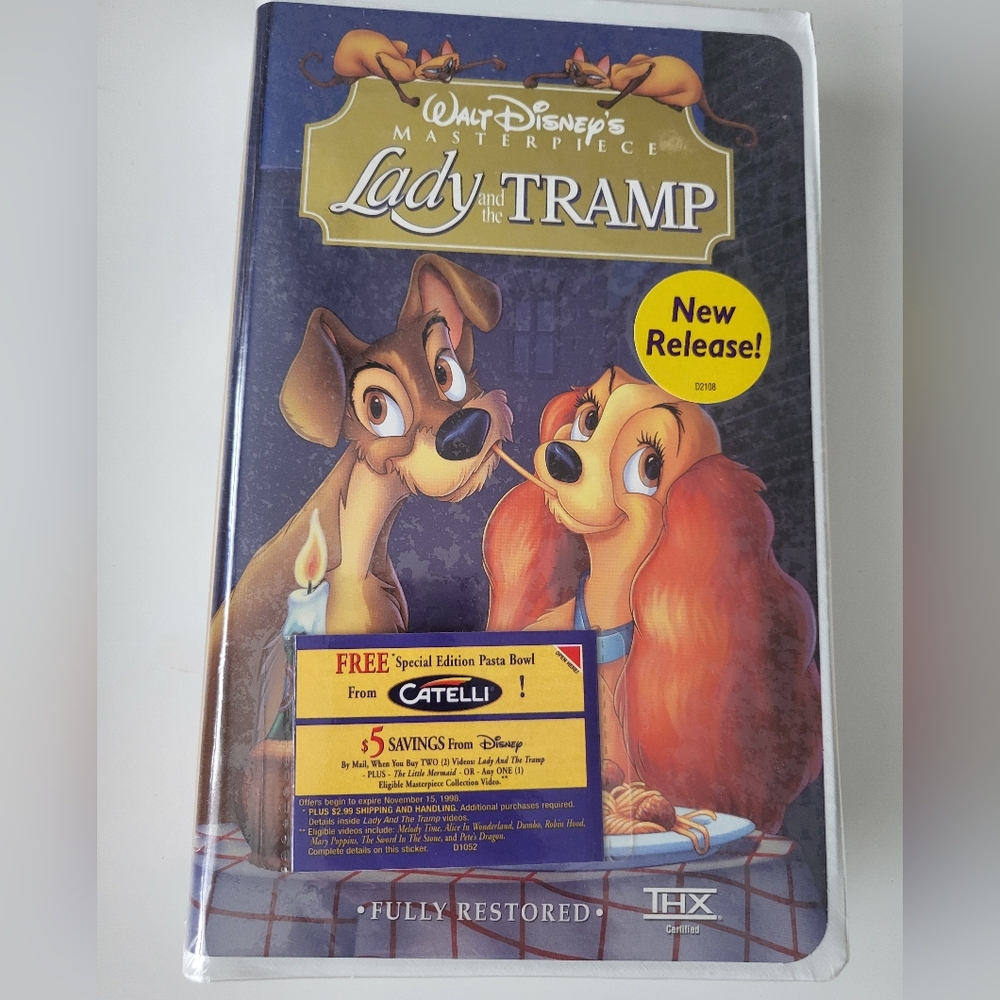 WALT DISNEY'S
MASTERPIECE
Lady and the TRAMP
New
Release!
D2108
FREE* Special Edition Pasta Bowl
OPEN HERE!
From CATELLI !
$5 SAVINGS From Disney
By Mail, When You Buy TWO (2) Videos: Lady And The Tramp
- PLUS - The Little Mermaid - OR - Any ONE (1)
Eligible Masterpiece Collection Video.**
Offers begin to expire November 15, 1998.
* PLUS $2.99 SHIPPING AND HANDLING. Additional purchases required.
Details inside Lady And The Tramp videos.
** Eligible videos include: Melody Time, Alice In Wonderland, Dumbo, Robin Hood,
Mary Poppins, The Sword In The Stone, and Pete's Dragon.
Complete details on this sticker. D1052
• FULLY RESTORED •
THX
Certified